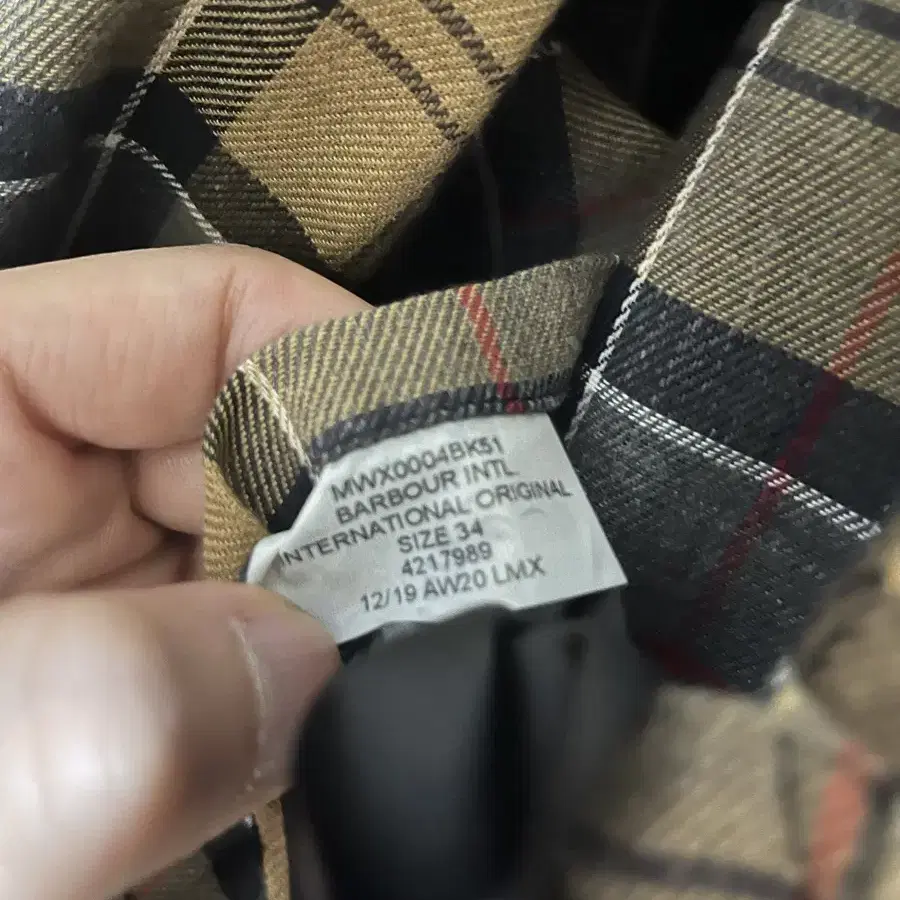 MWX0004BK51
BARBOUR INTL
INTERNATIONAL ORIGINAL
SIZE 34
4217989
12/19 AW20 LMX